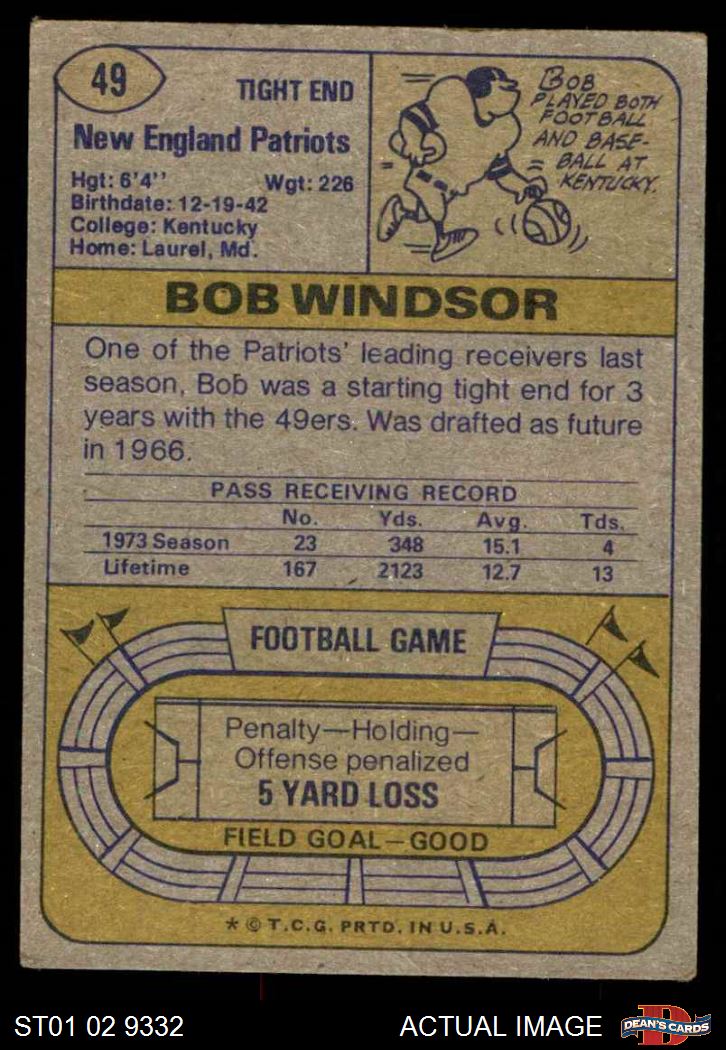 49
TIGHT END
New England Patriots
Hgt: 6'4'' Wgt: 226
Birthdate: 12-19-42
College: Kentucky
Home: Laurel, Md.
BOB
PLAYED BOTH
FOOTBALL
AND BASE-
BALL AT
KENTUCKY.
BOB WINDSOR
One of the Patriots' leading receivers last
season, Bob was a starting tight end for 3
years with the 49ers. Was drafted as future
in 1966.
PASS RECEIVING RECORD
No. Yds. Avg. Tds.
1973 Season 23 348 15.1 4
Lifetime 167 2123 12.7 13
FOOTBALL GAME
Penalty—Holding—
Offense penalized
5 YARD LOSS
FIELD GOAL—GOOD
* © T.C.G. PRTD. IN U.S.A.
ST01 02 9332 ACTUAL IMAGE
D
DEAN'S CARDS